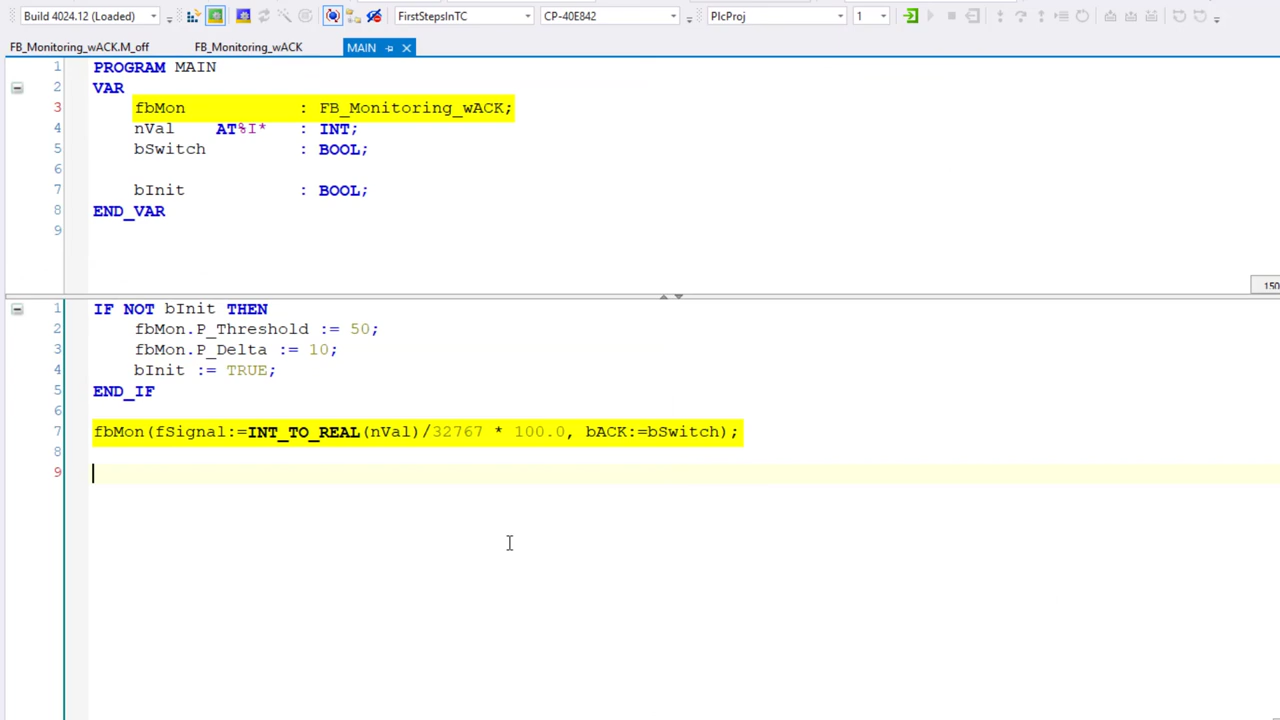 Build 4024.12 (Loaded) FirstStepsInTC CP-40E842 PlcProj 1
FB_Monitoring_wACK.M_off FB_Monitoring_wACK MAIN
1 PROGRAM MAIN
2 VAR
3 fbMon : FB_Monitoring_wACK;
4 nVal AT%I* : INT;
5 bSwitch : BOOL;
6
7 bInit : BOOL;
8 END_VAR
9
150
1 IF NOT bInit THEN
2 fbMon.P_Threshold := 50;
3 fbMon.P_Delta := 10;
4 bInit := TRUE;
5 END_IF
6
7 fbMon(fSignal:=INT_TO_REAL(nVal)/32767 * 100.0, bACK:=bSwitch);
8
9